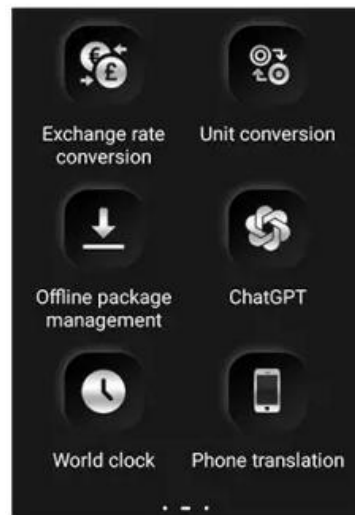 Exchange rate
conversion
Unit conversion
Offline package
management
ChatGPT
World clock
Phone translation